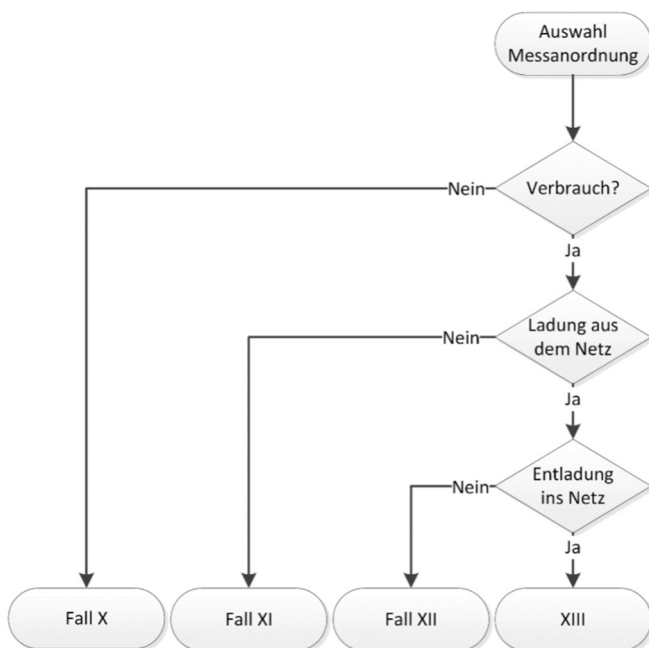 Auswahl
Messanordnung
Nein
Verbrauch?
Ja
Nein
Ladung aus
dem Netz
Ja
Nein
Entladung
ins Netz
Ja
Fall X
Fall XI
Fall XII
XIII